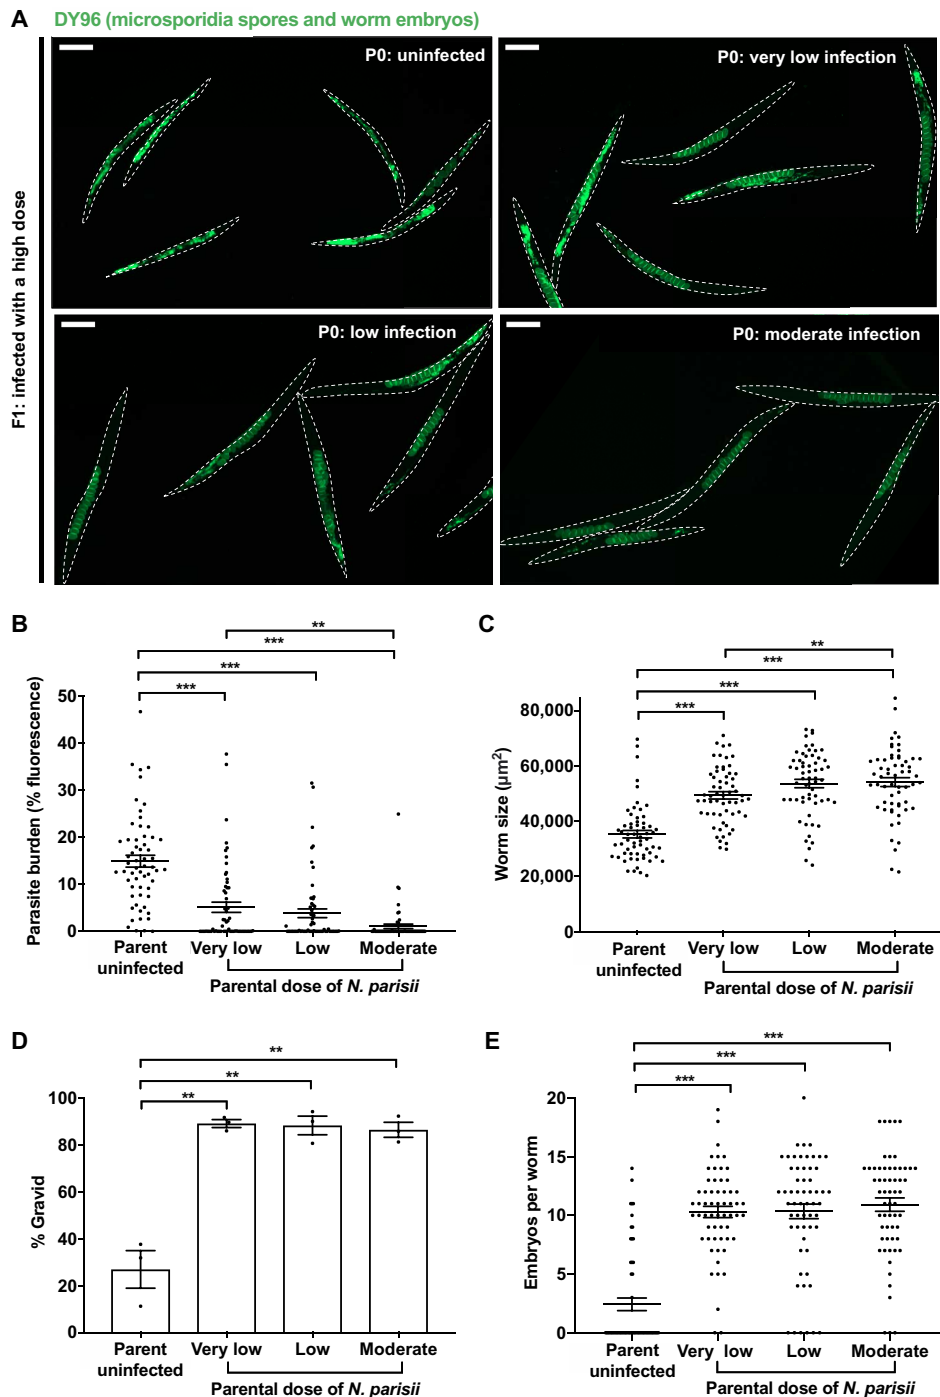 A
DY96 (microsporidia spores and worm embryos)
F1: infected with a high dose
P0: uninfected
P0: very low infection
P0: low infection
P0: moderate infection
B
**
***
***
***
Parasite burden (% fluorescence)
50
40
30
20
10
0
Parent uninfected
Very low
Low
Moderate
Parental dose of N. parisii
C
**
***
***
***
Worm size (µm²)
80,000
60,000
40,000
20,000
0
Parent uninfected
Very low
Low
Moderate
Parental dose of N. parisii
D
**
**
**
% Gravid
100
80
60
40
20
0
Parent uninfected
Very low
Low
Moderate
Parental dose of N. parisii
E
***
***
***
Embryos per worm
20
15
10
5
0
Parent uninfected
Very low
Low
Moderate
Parental dose of N. parisii